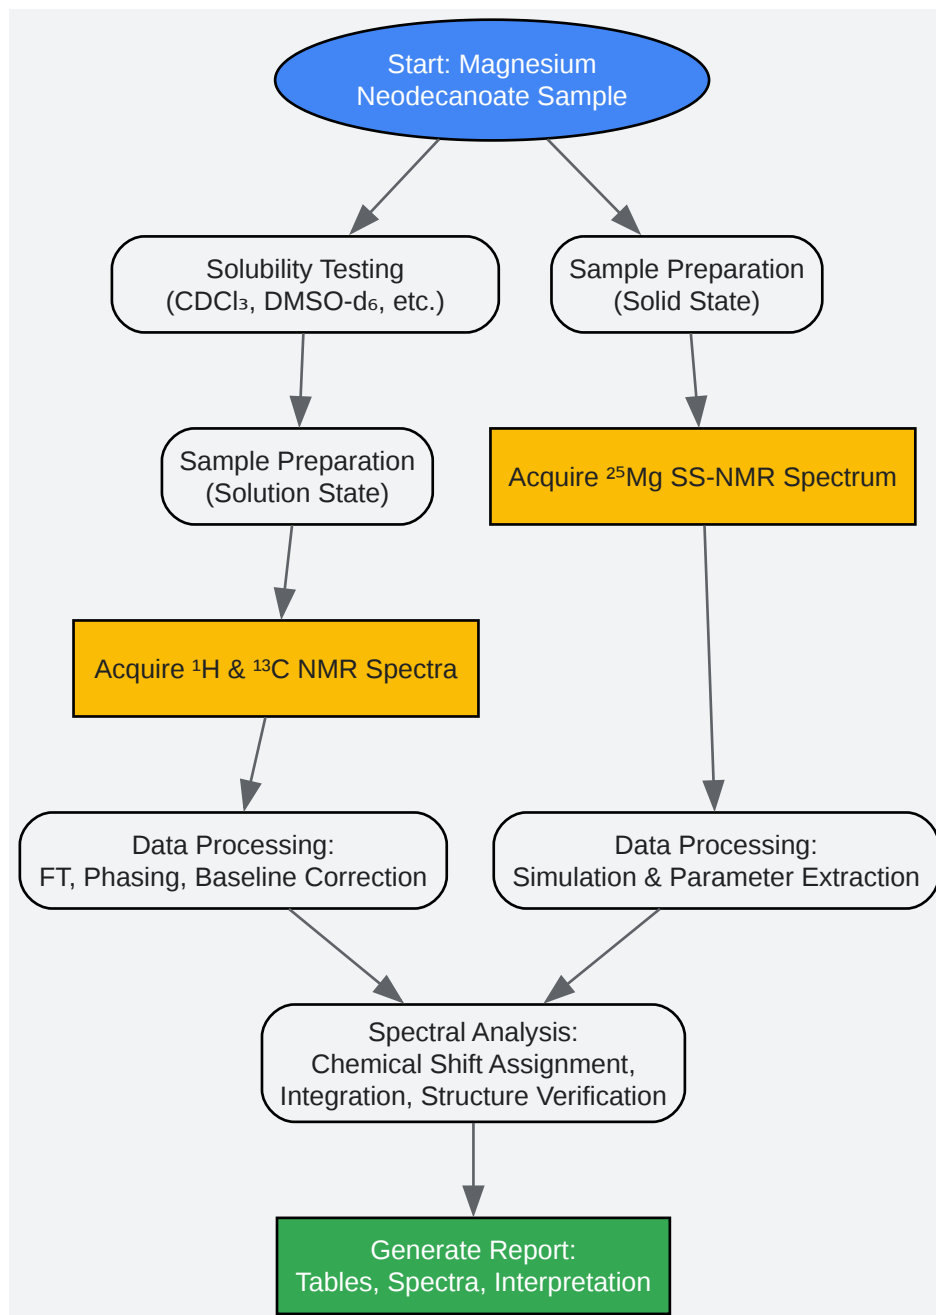 Start: Magnesium
Neodecanoate Sample
Solubility Testing
(CDCl₃, DMSO-d₆, etc.)
Sample Preparation
(Solid State)
Sample Preparation
(Solution State)
Acquire ²⁵Mg SS-NMR Spectrum
Acquire ¹H & ¹³C NMR Spectra
Data Processing:
FT, Phasing, Baseline Correction
Data Processing:
Simulation & Parameter Extraction
Spectral Analysis:
Chemical Shift Assignment,
Integration, Structure Verification
Generate Report:
Tables, Spectra, Interpretation